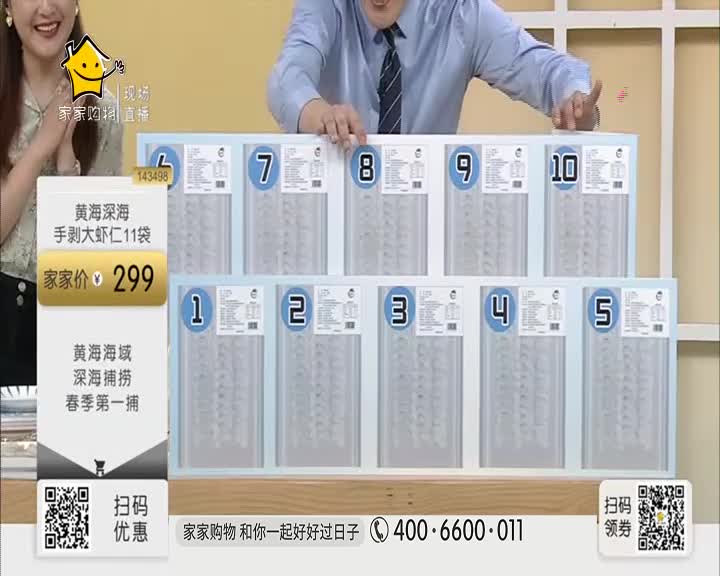 家家购物
现场
直播
143498
黄海深海
手剥大虾仁11袋
家家价 ¥ 299
黄海海域
深海捕捞
春季第一捕
扫码
优惠
6 7 8 9 10
1 2 3 4 5
家家购物 和你一起好好过日子 400·6600·011
扫码
领券